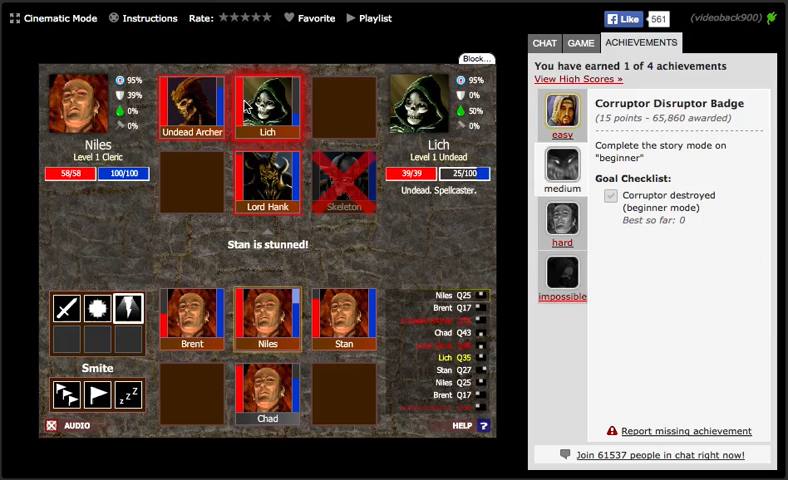 Cinematic Mode Instructions Rate: Favorite Playlist
Like 561 (videoback900)
CHAT GAME ACHIEVEMENTS
Block...
You have earned 1 of 4 achievements
View High Scores »
easy
medium
hard
impossible
Corruptor Disruptor Badge
(15 points - 65,860 awarded)
Complete the story mode on
"beginner"
Goal Checklist:
Corruptor destroyed
(beginner mode)
Best so far: 0
Report missing achievement
Join 61537 people in chat right now!
95%
39%
0%
0%
Niles
Level 1 Cleric
58/58 100/100
Undead Archer
Lich
Lord Hank
Skeleton
95%
0%
50%
0%
Lich
Level 1 Undead
39/39 25/100
Undead. Spellcaster.
Stan is stunned!
Smite
zZZ
Brent
Niles
Stan
Chad
Niles Q25
Brent Q17
Chad Q43
Lich Q35
Stan Q27
Niles Q25
Brent Q17
AUDIO
HELP ?